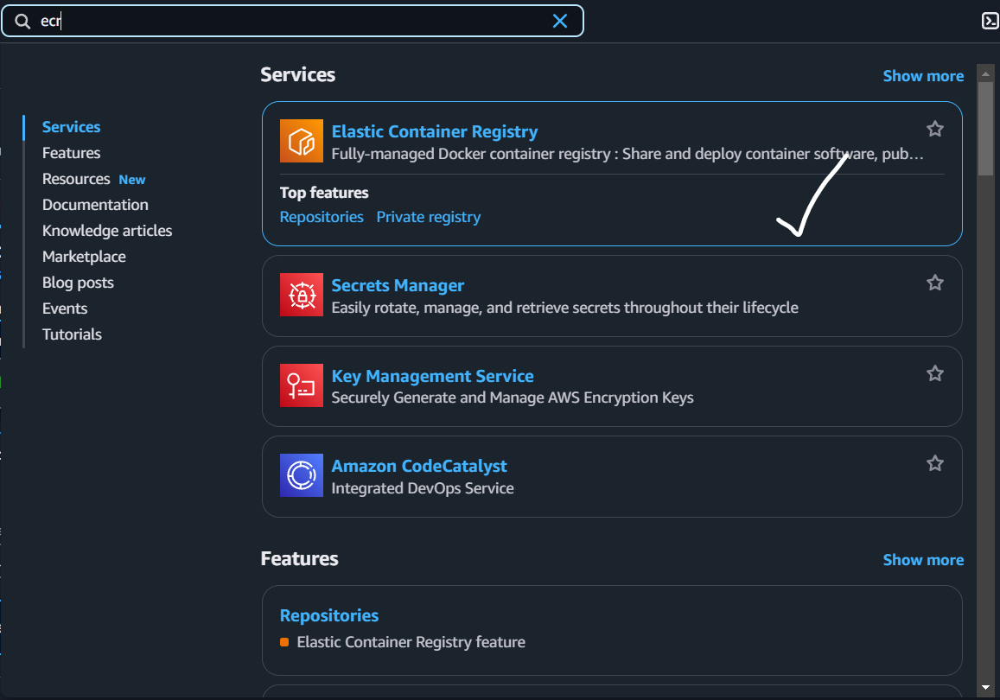 ecr
Services
Show more
Services
Features
Resources New
Documentation
Knowledge articles
Marketplace
Blog posts
Events
Tutorials
Elastic Container Registry
Fully-managed Docker container registry : Share and deploy container software, pub…
Top features
Repositories Private registry
Secrets Manager
Easily rotate, manage, and retrieve secrets throughout their lifecycle
Key Management Service
Securely Generate and Manage AWS Encryption Keys
Amazon CodeCatalyst
Integrated DevOps Service
Features
Show more
Repositories
Elastic Container Registry feature